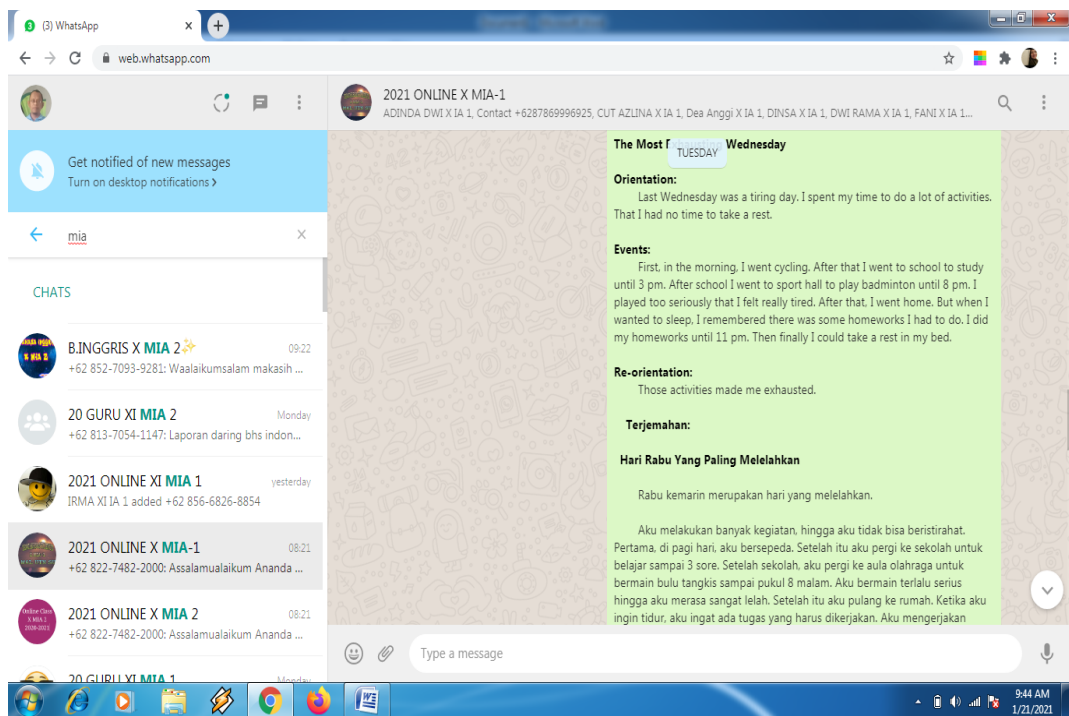 (3) WhatsApp
web.whatsapp.com
Get notified of new messages
Turn on desktop notifications >
mia
CHATS
B.INGGRIS X MIA 2✨ 09:22
+62 852-7093-9281: Waalaikumsalam makasih ...
20 GURU XI MIA 2 Monday
+62 813-7054-1147: Laporan daring bhs indon...
2021 ONLINE XI MIA 1 yesterday
IRMA XI IA 1 added +62 856-6826-8854
2021 ONLINE X MIA-1 08:21
+62 822-7482-2000: Assalamualaikum Ananda ...
2021 ONLINE X MIA 2 08:21
+62 822-7482-2000: Assalamualaikum Ananda ...
20 GURU XI MIA 1 Monday
2021 ONLINE X MIA-1
ADINDA DWI X IA 1, Contact +6287869996925, CUT AZLINA X IA 1, Dea Anggi X IA 1, DINSA X IA 1, DWI RAMA X IA 1, FANI X IA 1...
TUESDAY
The Most Exhausting Wednesday
Orientation:
Last Wednesday was a tiring day. I spent my time to do a lot of activities.
That I had no time to take a rest.
Events:
First, in the morning, I went cycling. After that I went to school to study
until 3 pm. After school I went to sport hall to play badminton until 8 pm. I
played too seriously that I felt really tired. After that, I went home. But when I
wanted to sleep, I remembered there was some homeworks I had to do. I did
my homeworks until 11 pm. Then finally I could take a rest in my bed.
Re-orientation:
Those activities made me exhausted.
Terjemahan:
Hari Rabu Yang Paling Melelahkan
Rabu kemarin merupakan hari yang melelahkan.
Aku melakukan banyak kegiatan, hingga aku tidak bisa beristirahat.
Pertama, di pagi hari, aku bersepeda. Setelah itu aku pergi ke sekolah untuk
belajar sampai 3 sore. Setelah sekolah, aku pergi ke aula olahraga untuk
bermain bulu tangkis sampai pukul 8 malam. Aku bermain terlalu serius
hingga aku merasa sangat lelah. Setelah itu aku pulang ke rumah. Ketika aku
ingin tidur, aku ingat ada tugas yang harus dikerjakan. Aku mengerjakan
Type a message
9:44 AM
1/21/2021